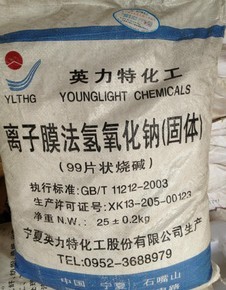 英力特化工
YLTHG
YOUNGLIGHT CHEMICALS
离子膜法氢氧化钠(固体)
(99片状烧碱)
执行标准:GB/T 11212-2003
生产许可证号:XK13-205-00123
净重 N.W.: 25±0.2kg
宁夏英力特化工股份有限公司生产
TEL:0952-3688979
中国 宁夏 石嘴山